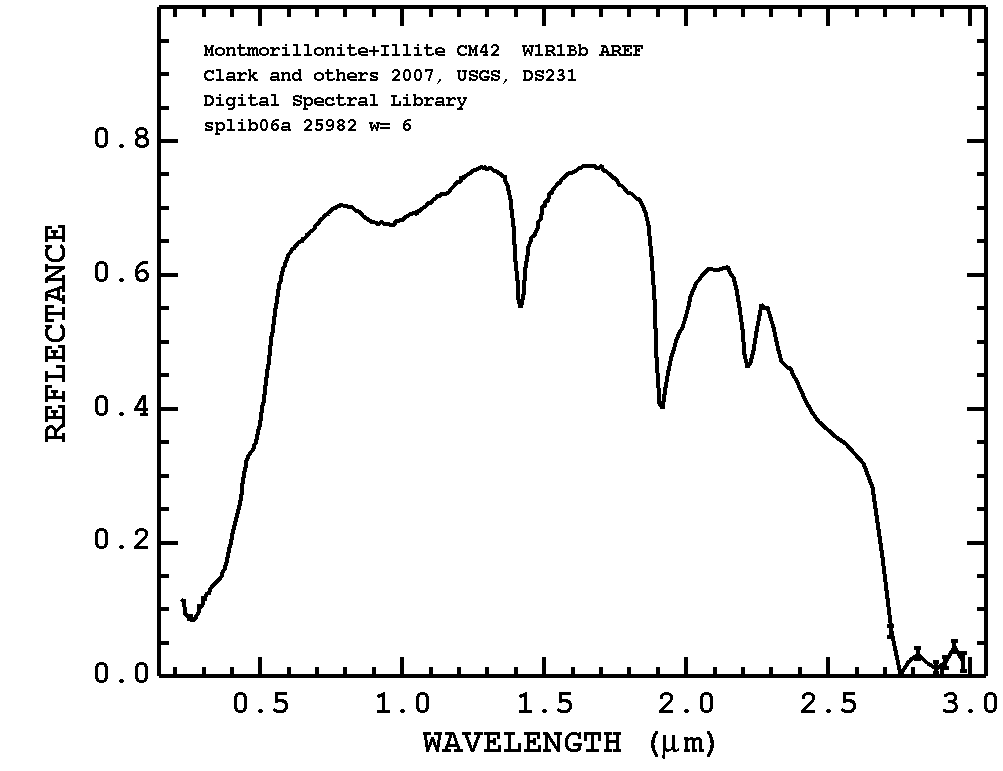 Montmorillonite+Illite CM42  W1R1Bb AREF
Clark and others 2007, USGS, DS231
Digital Spectral Library
splib06a 25982 w= 6
0.8
0.6
0.4
0.2
0.0
REFLECTANCE
0.5 1.0 1.5 2.0 2.5 3.0
WAVELENGTH (μm)